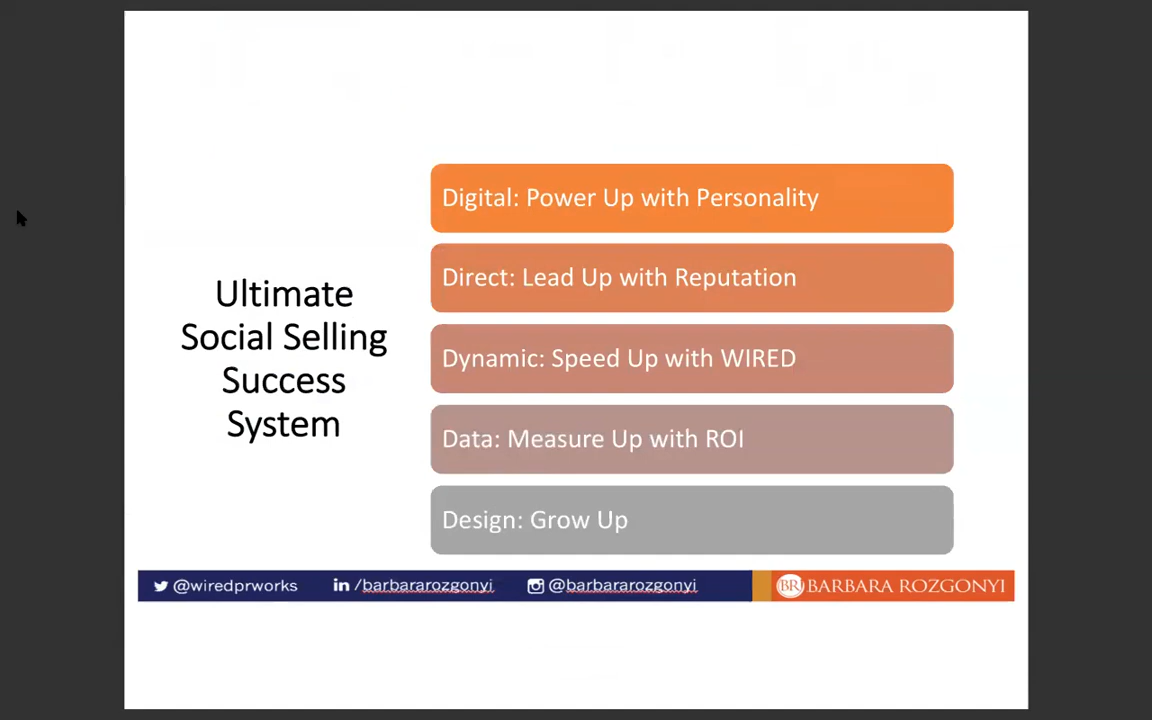 Ultimate
Social Selling
Success
System
Digital: Power Up with Personality
Direct: Lead Up with Reputation
Dynamic: Speed Up with WIRED
Data: Measure Up with ROI
Design: Grow Up
@wiredprworks in /barbararozgonyi @barbararozgonyi BR BARBARA ROZGONYI